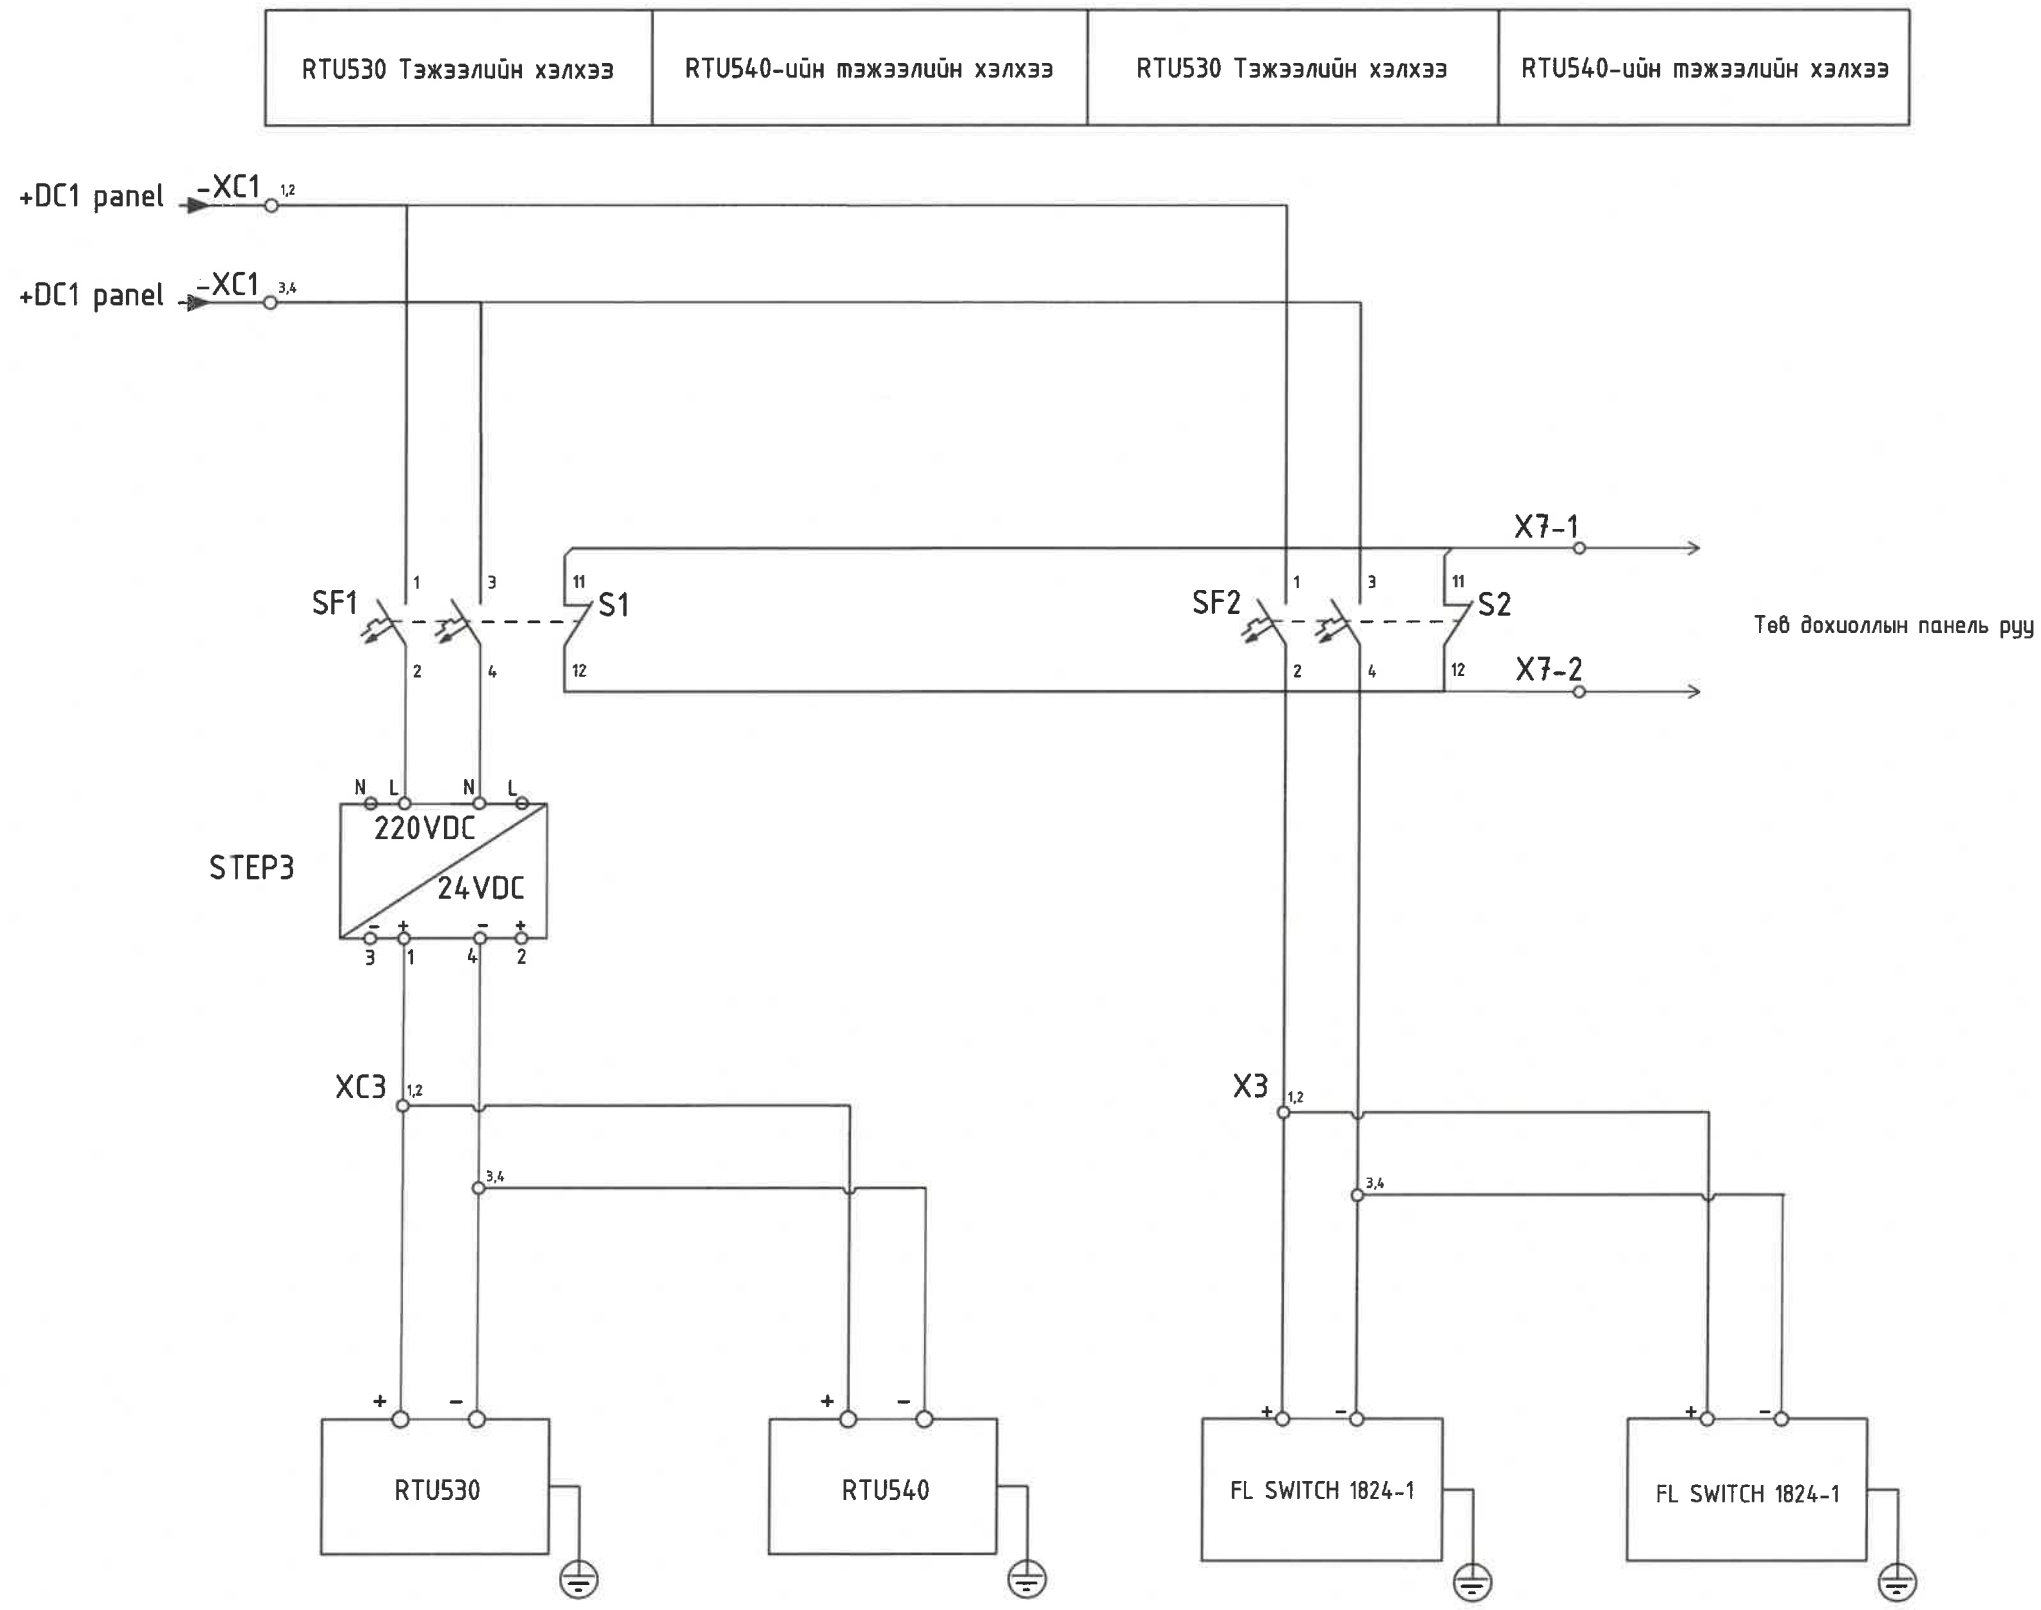 RTU530 Тэжээлийн хэлхээ
RTU540-ийн тэжээлийн хэлхээ
RTU530 Тэжээлийн хэлхээ
RTU540-ийн тэжээлийн хэлхээ
+DC1 panel
-XC1 1,2
+DC1 panel
-XC1 3,4
X7-1
1
3
11
1
3
11
SF1
S1
SF2
S2
Төв дохиоллын панель руу
2
4
12
2
4
12
X7-2
N L N L
220VDC
STEP3
24VDC
- + - +
3 1 4 2
XC3 1,2
X3 1,2
3,4
3,4
+ -
+ -
+ -
+ -
RTU530
RTU540
FL SWITCH 1824-1
FL SWITCH 1824-1